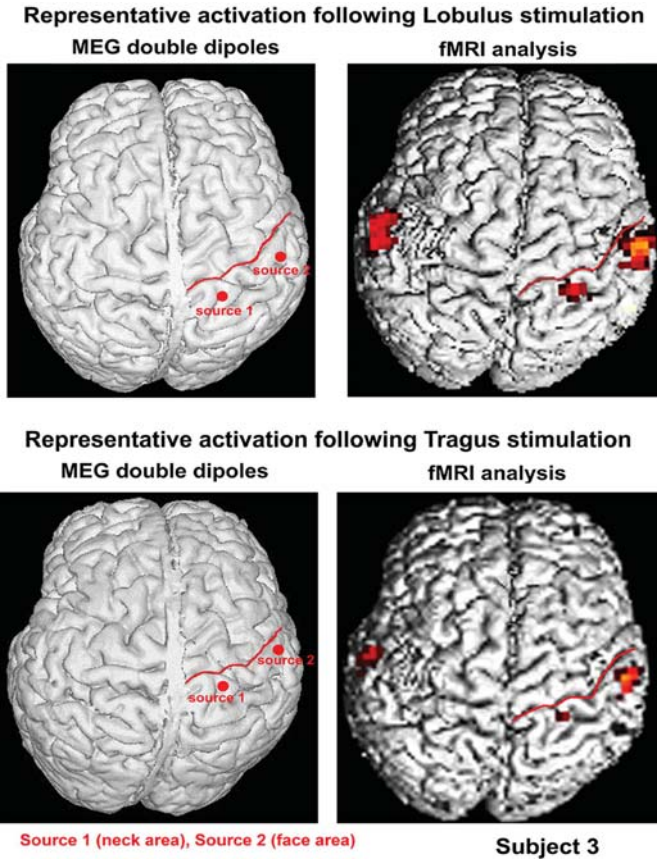 Representative activation following Lobulus stimulation
MEG double dipoles
fMRI analysis
source 2
source 1
Representative activation following Tragus stimulation
MEG double dipoles
fMRI analysis
source 2
source 1
Source 1 (neck area), Source 2 (face area)
Subject 3